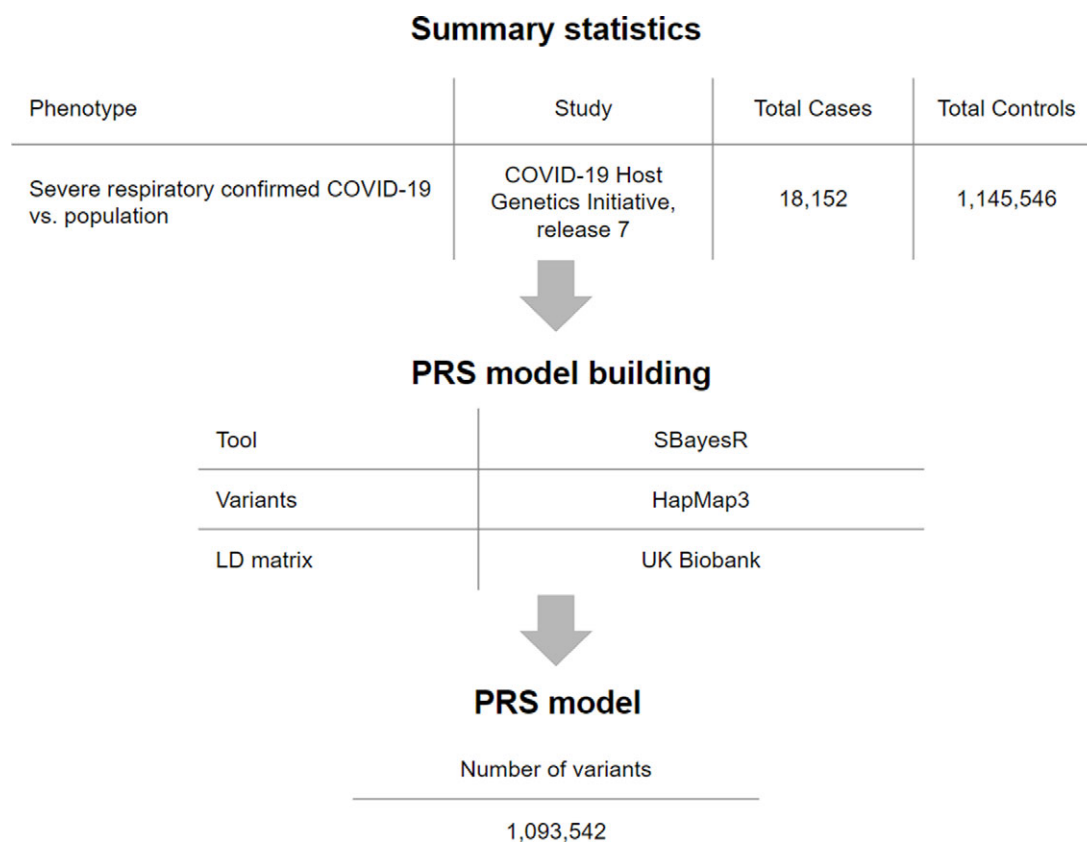 Summary statistics
Phenotype Study Total Cases Total Controls
Severe respiratory confirmed COVID-19
vs. population
COVID-19 Host
Genetics Initiative,
release 7
18,152 1,145,546
PRS model building
Tool SBayesR
Variants HapMap3
LD matrix UK Biobank
PRS model
Number of variants
1,093,542